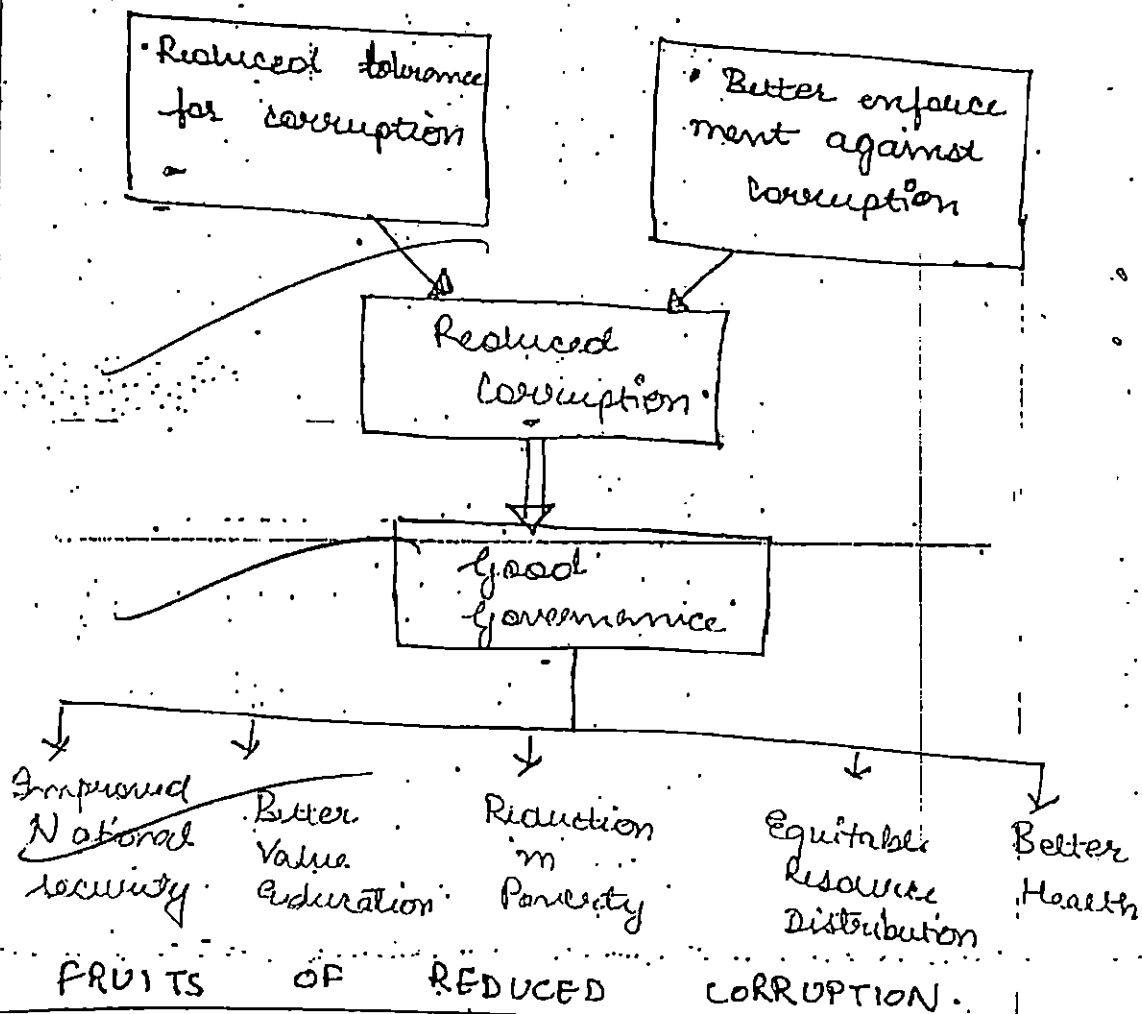 • Reduced tolerance
for corruption
• Better enforce
ment against
corruption
Reduced
Corruption
Good
Governance
Improved
National
security
Better
Value
Education
Reduction
in
Poverty
Equitable
Resource
Distribution
Better
Health
FRUITS OF REDUCED CORRUPTION.